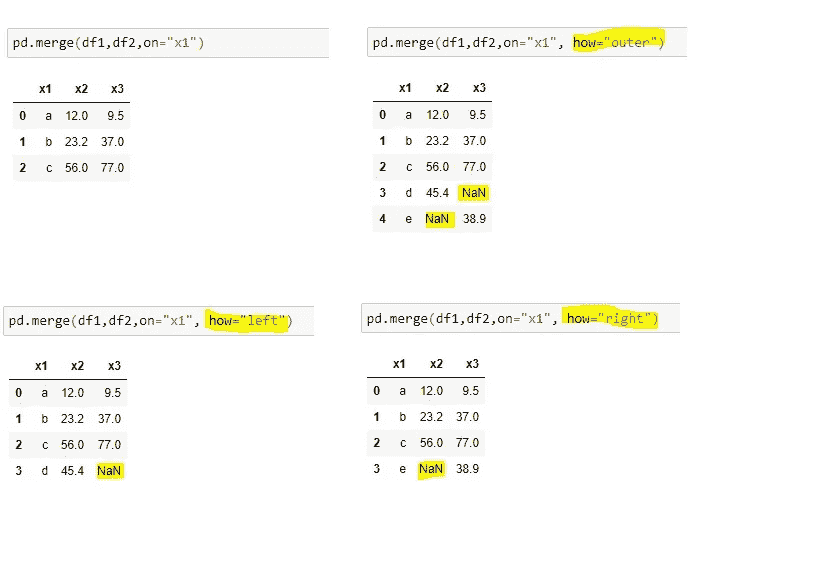 pd.merge(df1,df2,on="x1")
x1 x2 x3
0 a 12.0 9.5
1 b 23.2 37.0
2 c 56.0 77.0
pd.merge(df1,df2,on="x1", how="outer")
x1 x2 x3
0 a 12.0 9.5
1 b 23.2 37.0
2 c 56.0 77.0
3 d 45.4 NaN
4 e NaN 38.9
pd.merge(df1,df2,on="x1", how="left")
x1 x2 x3
0 a 12.0 9.5
1 b 23.2 37.0
2 c 56.0 77.0
3 d 45.4 NaN
pd.merge(df1,df2,on="x1", how="right")
x1 x2 x3
0 a 12.0 9.5
1 b 23.2 37.0
2 c 56.0 77.0
3 e NaN 38.9